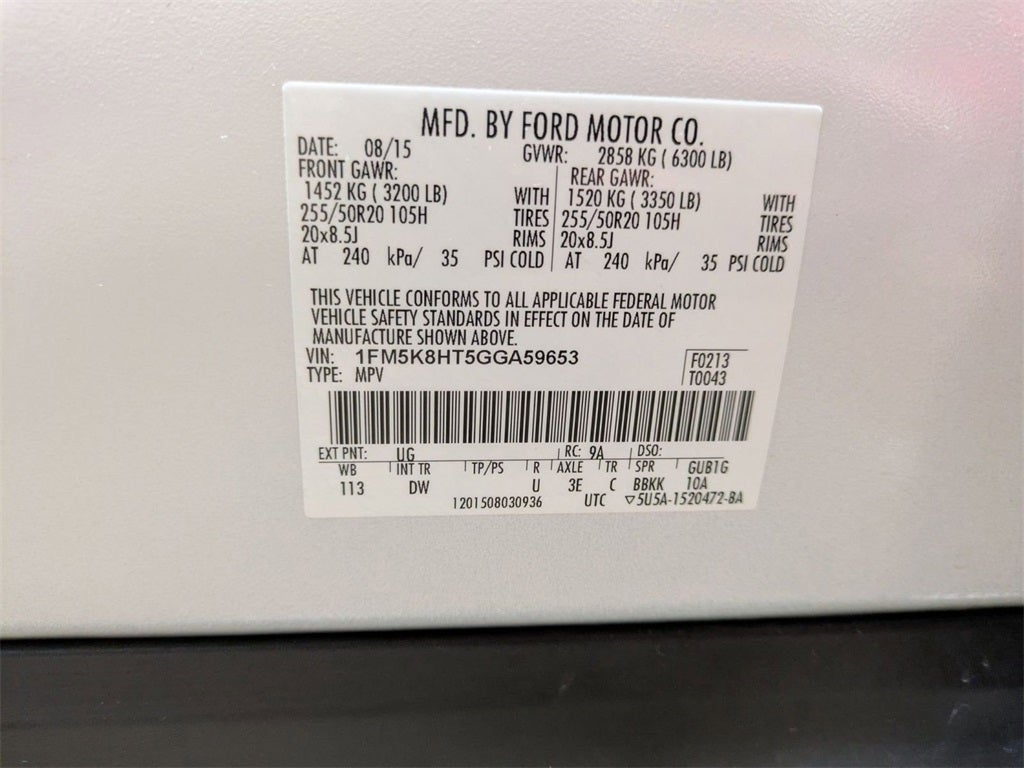 MFD. BY FORD MOTOR CO.
DATE: 08/15 GVWR: 2858 KG ( 6300 LB)
FRONT GAWR: REAR GAWR:
1452 KG ( 3200 LB) WITH 1520 KG ( 3350 LB) WITH
255/50R20 105H TIRES 255/50R20 105H TIRES
20x8.5J RIMS 20x8.5J RIMS
AT 240 kPa/ 35 PSI COLD AT 240 kPa/ 35 PSI COLD
THIS VEHICLE CONFORMS TO ALL APPLICABLE FEDERAL MOTOR
VEHICLE SAFETY STANDARDS IN EFFECT ON THE DATE OF
MANUFACTURE SHOWN ABOVE.
VIN: 1FM5K8HT5GGA59653 F0213
TYPE: MPV T0043
EXT PNT: UG RC: 9A DSO:
WB INT TR TP/PS R AXLE TR SPR GUB1G
113 DW U 3E C BBKK 10A
1201508030936 UTC ▽5U5A-1520472-BA